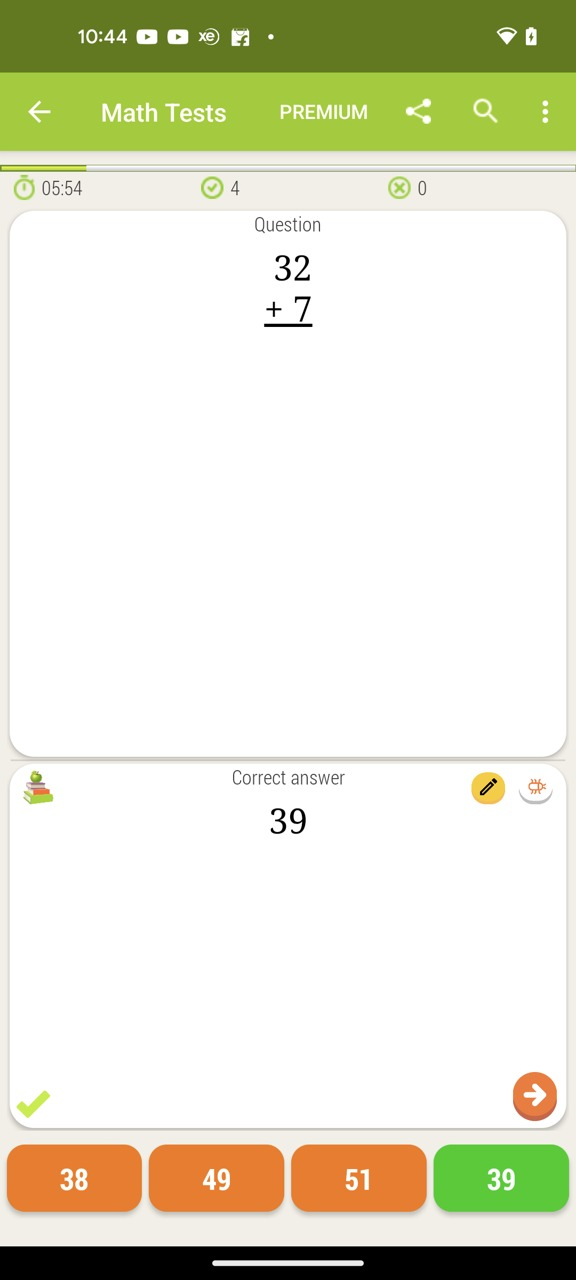 10:44 xe
Math Tests PREMIUM
05:54 4 0
Question
32
+ 7
Correct answer
39
38 49 51 39